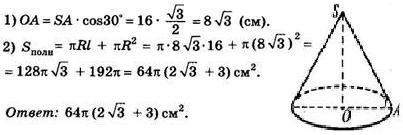 1) OA = SA · cos30° = 16 · √3/2 = 8√3 (см).
2) Sполн = πRl + πR² = π · 8√3 · 16 + π(8√3)² =
= 128π√3 + 192π = 64π(2√3 + 3) см².
Ответ: 64π(2√3 + 3) см².
S
O
A